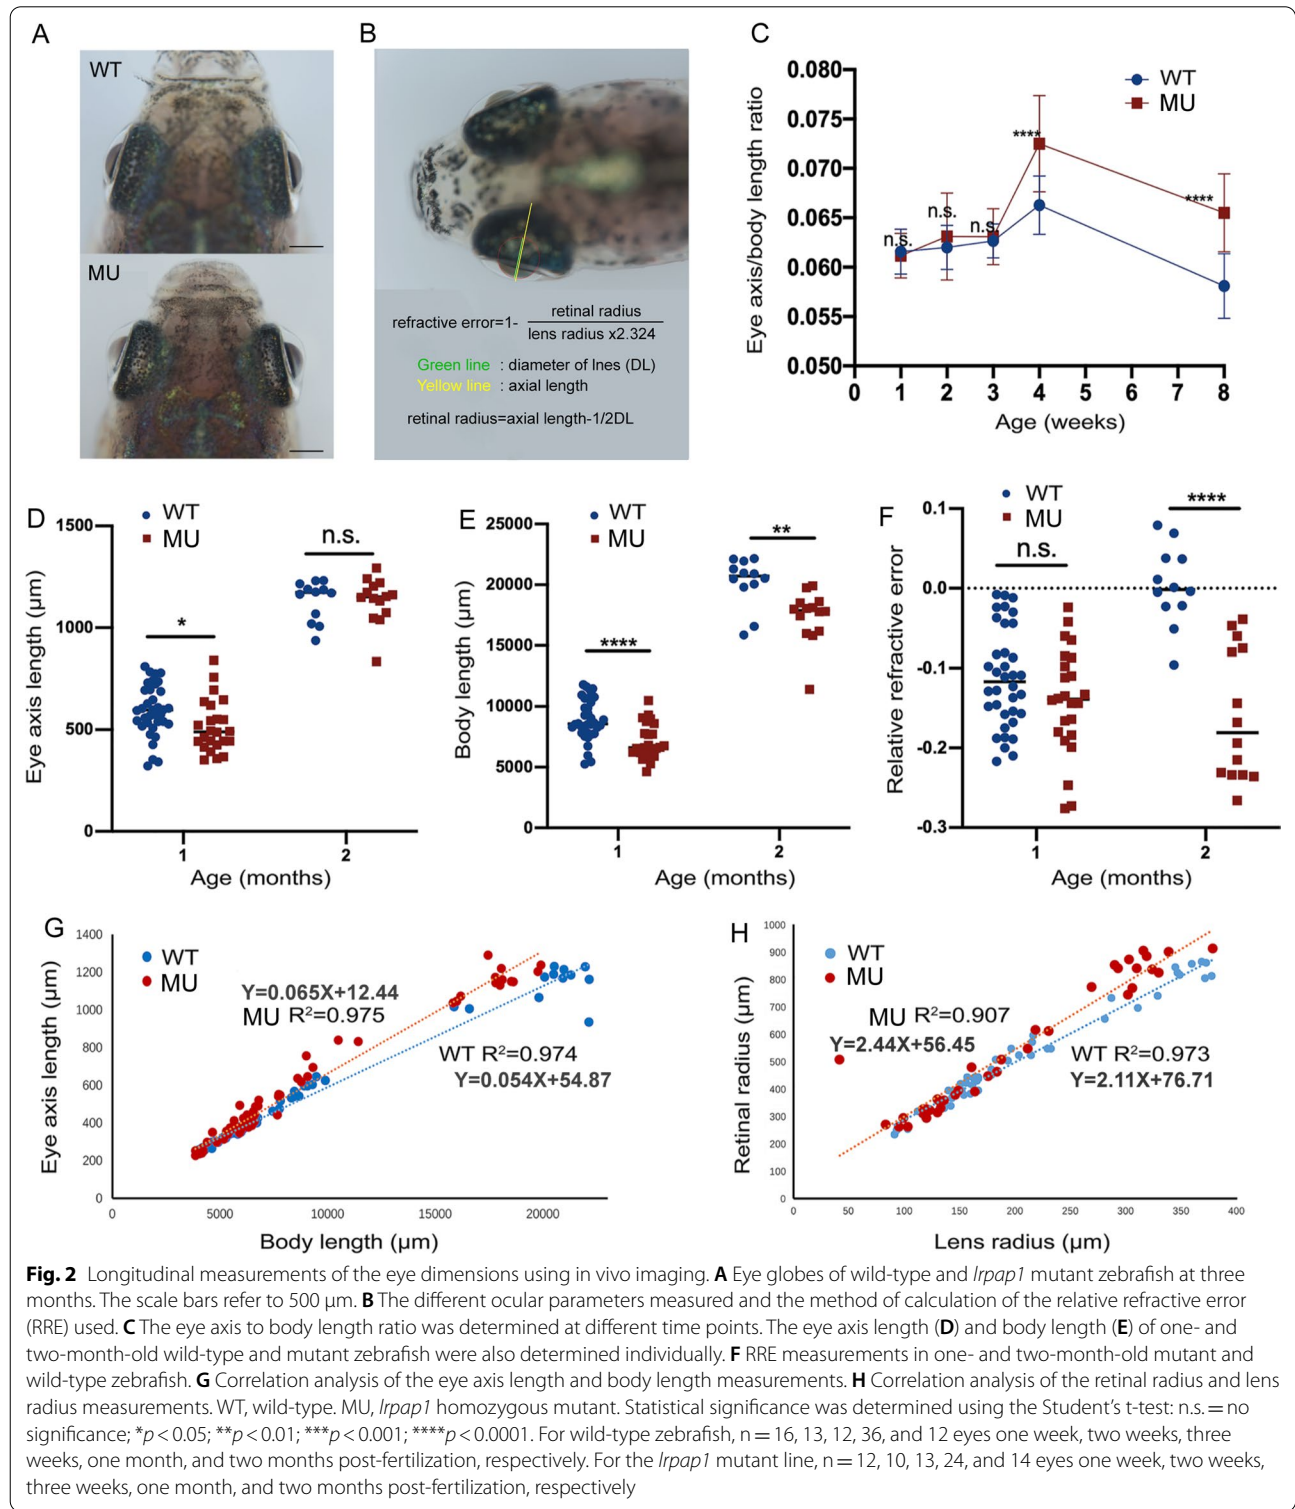 A
WT
MU
B
refractive error=1- retinal radius
lens radius x2.324
Green line : diameter of lnes (DL)
Yellow line : axial length
retinal radius=axial length-1/2DL
C
0.080
0.075
0.070
0.065
0.060
0.055
0.050
Eye axis/body length ratio
WT
MU
n.s.
n.s.
n.s.
****
****
0 1 2 3 4 5 6 7 8
Age (weeks)
D
WT
MU
1500
1000
500
0
Eye axis length (µm)
*
n.s.
1 2
Age (months)
E
WT
MU
25000
20000
15000
10000
5000
0
Body length (µm)
****
**
1 2
Age (months)
F
WT
MU
0.1
0.0
-0.1
-0.2
-0.3
Relative refractive error
n.s.
****
1 2
Age (months)
G
WT
MU
1400
1200
1000
800
600
400
200
0
Eye axis length (µm)
Y=0.065X+12.44
MU R²=0.975
WT R²=0.974
Y=0.054X+54.87
0 5000 10000 15000 20000
Body length (µm)
H
WT
MU
1000
900
800
700
600
500
400
300
200
100
0
Retinal radius (µm)
MU R²=0.907
Y=2.44X+56.45
WT R²=0.973
Y=2.11X+76.71
0 50 100 150 200 250 300 350 400
Lens radius (µm)
Fig. 2 Longitudinal measurements of the eye dimensions using in vivo imaging. A Eye globes of wild-type and lrpap1 mutant zebrafish at three
months. The scale bars refer to 500 µm. B The different ocular parameters measured and the method of calculation of the relative refractive error
(RRE) used. C The eye axis to body length ratio was determined at different time points. The eye axis length (D) and body length (E) of one- and
two-month-old wild-type and mutant zebrafish were also determined individually. F RRE measurements in one- and two-month-old mutant and
wild-type zebrafish. G Correlation analysis of the eye axis length and body length measurements. H Correlation analysis of the retinal radius and lens
radius measurements. WT, wild-type. MU, lrpap1 homozygous mutant. Statistical significance was determined using the Student's t-test: n.s. = no
significance; *p < 0.05; **p < 0.01; ***p < 0.001; ****p < 0.0001. For wild-type zebrafish, n = 16, 13, 12, 36, and 12 eyes one week, two weeks, three
weeks, one month, and two months post-fertilization, respectively. For the lrpap1 mutant line, n = 12, 10, 13, 24, and 14 eyes one week, two weeks,
three weeks, one month, and two months post-fertilization, respectively